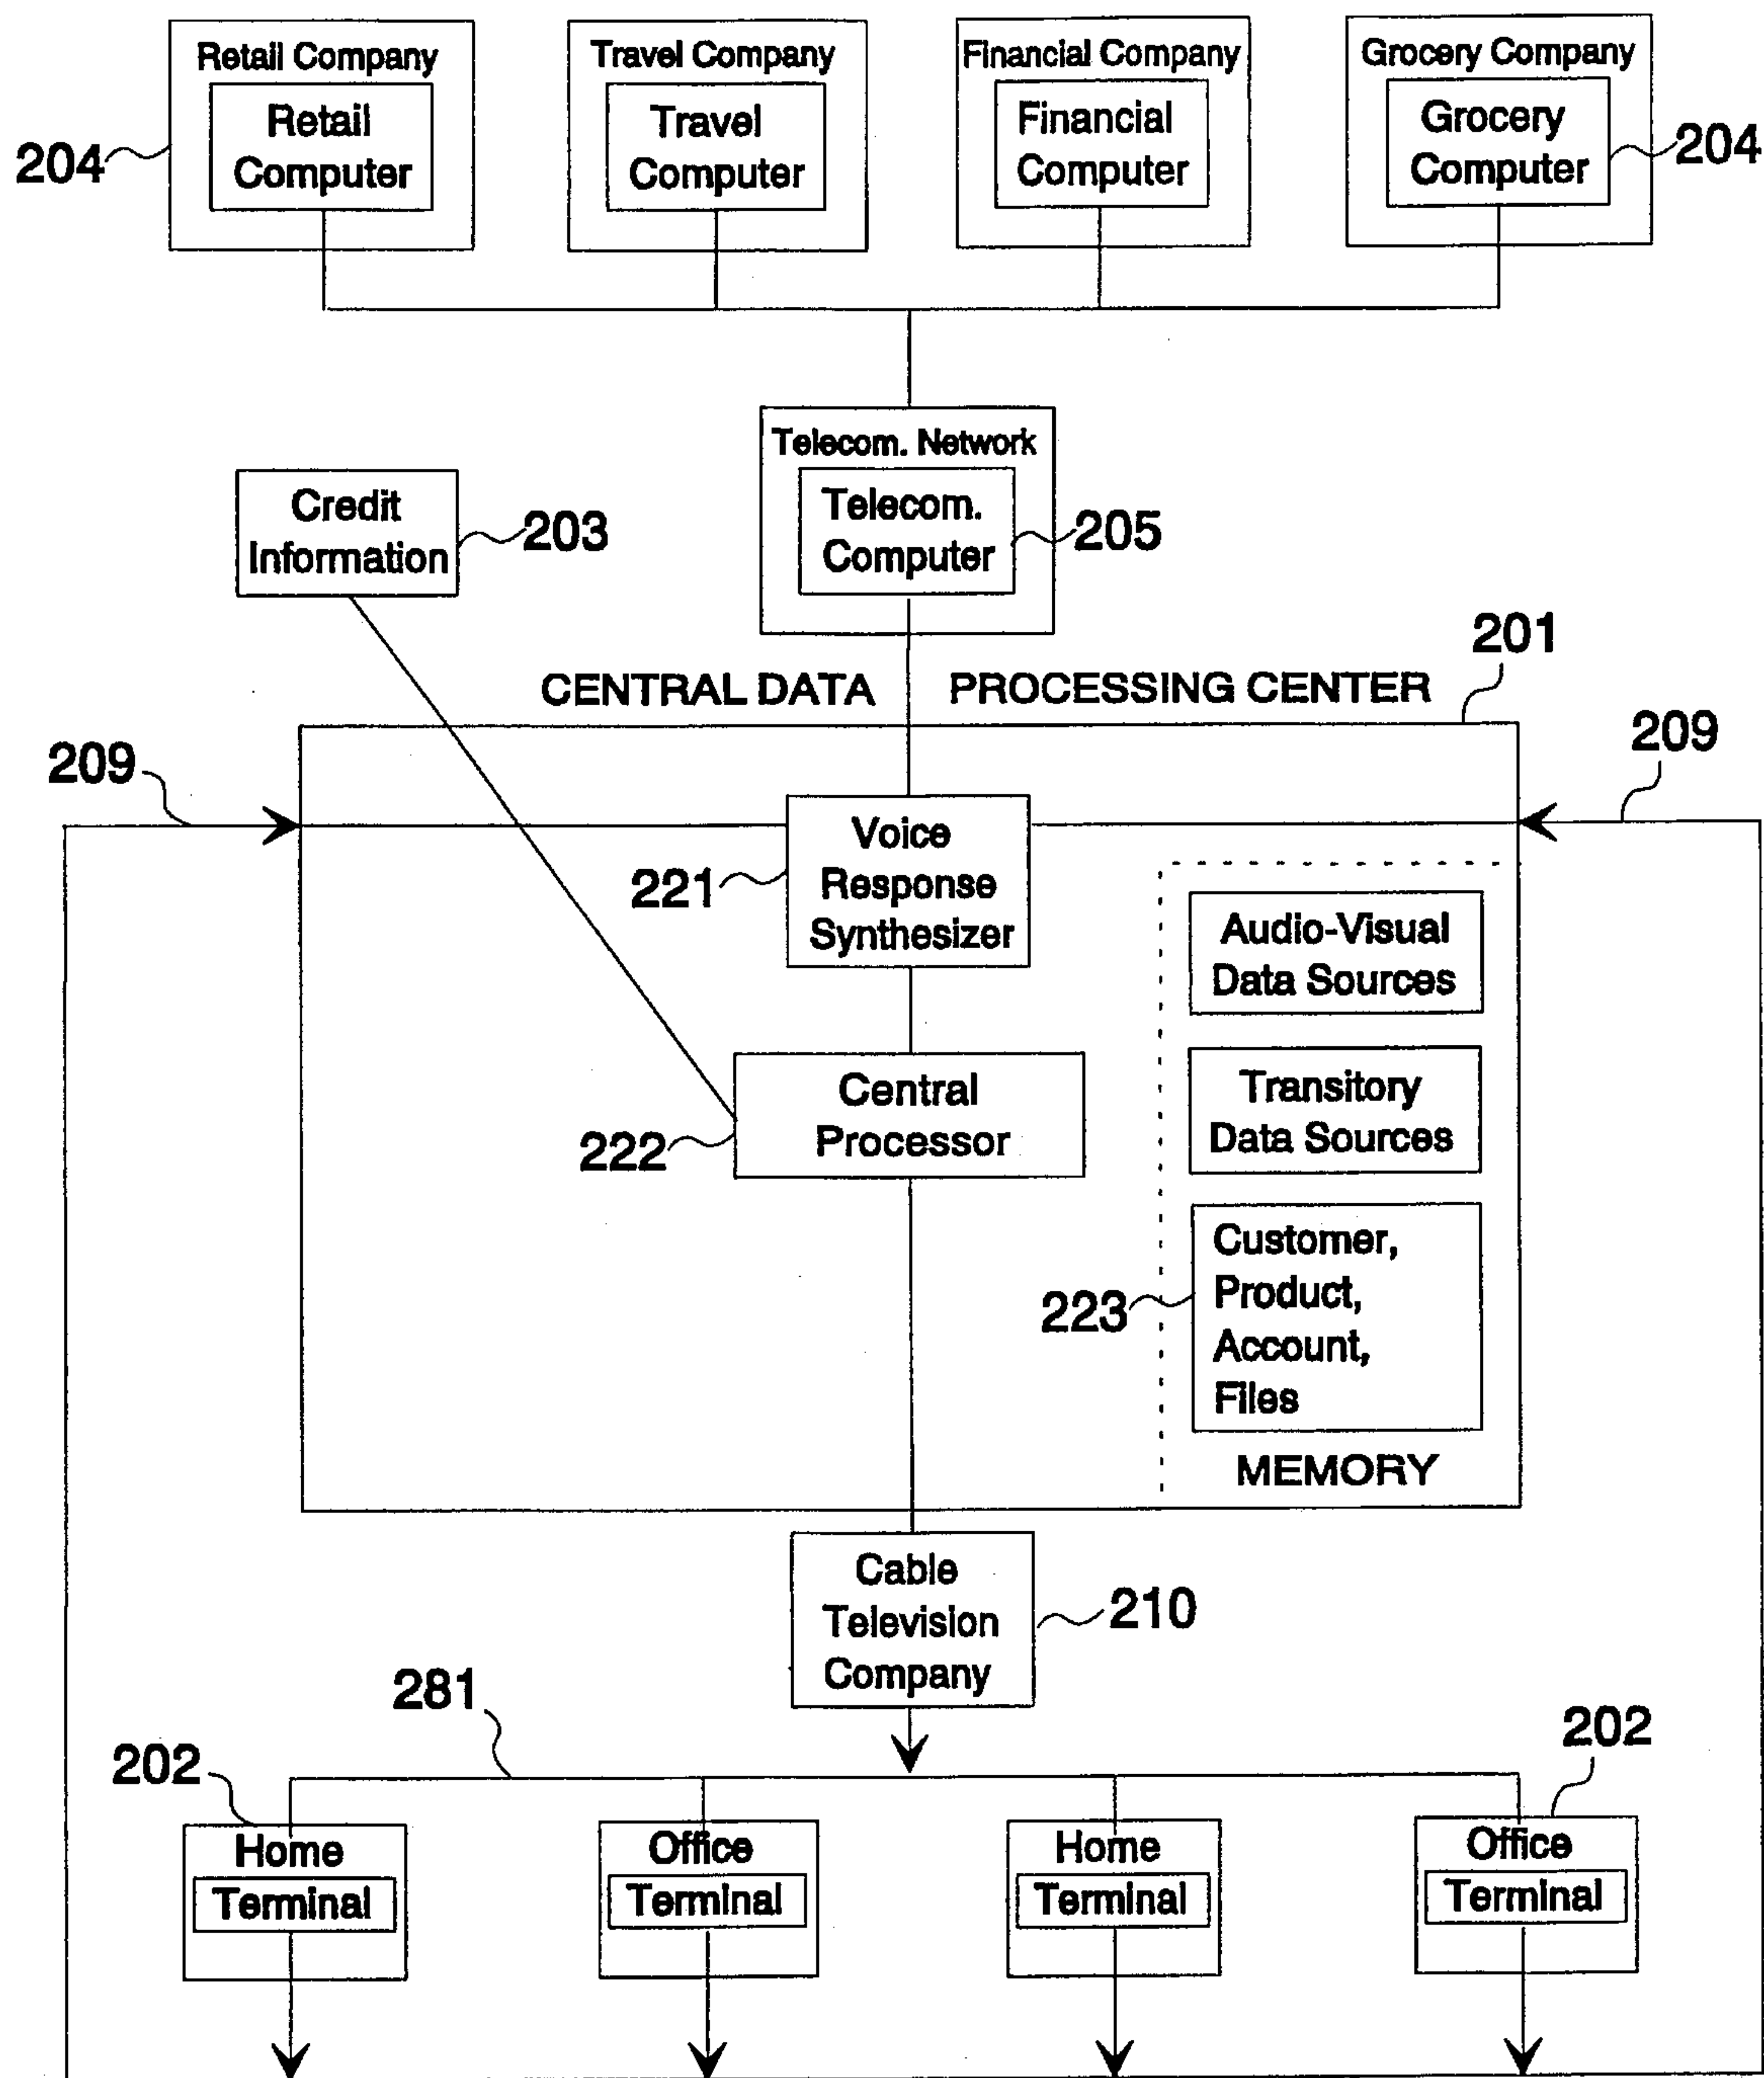 Retail Company
Retail
Computer
204
Travel Company
Travel
Computer
Financial Company
Financial
Computer
Grocery Company
Grocery
Computer
204
Telecom. Network
Telecom.
Computer
205
Credit
Information
203
CENTRAL DATA PROCESSING CENTER
201
209
209
Voice
Response
Synthesizer
221
Central
Processor
222
Audio-Visual
Data Sources
Transitory
Data Sources
Customer,
Product,
Account,
Files
223
MEMORY
Cable
Television
Company
210
281
202
202
Home
Terminal
Office
Terminal
Home
Terminal
Office
Terminal